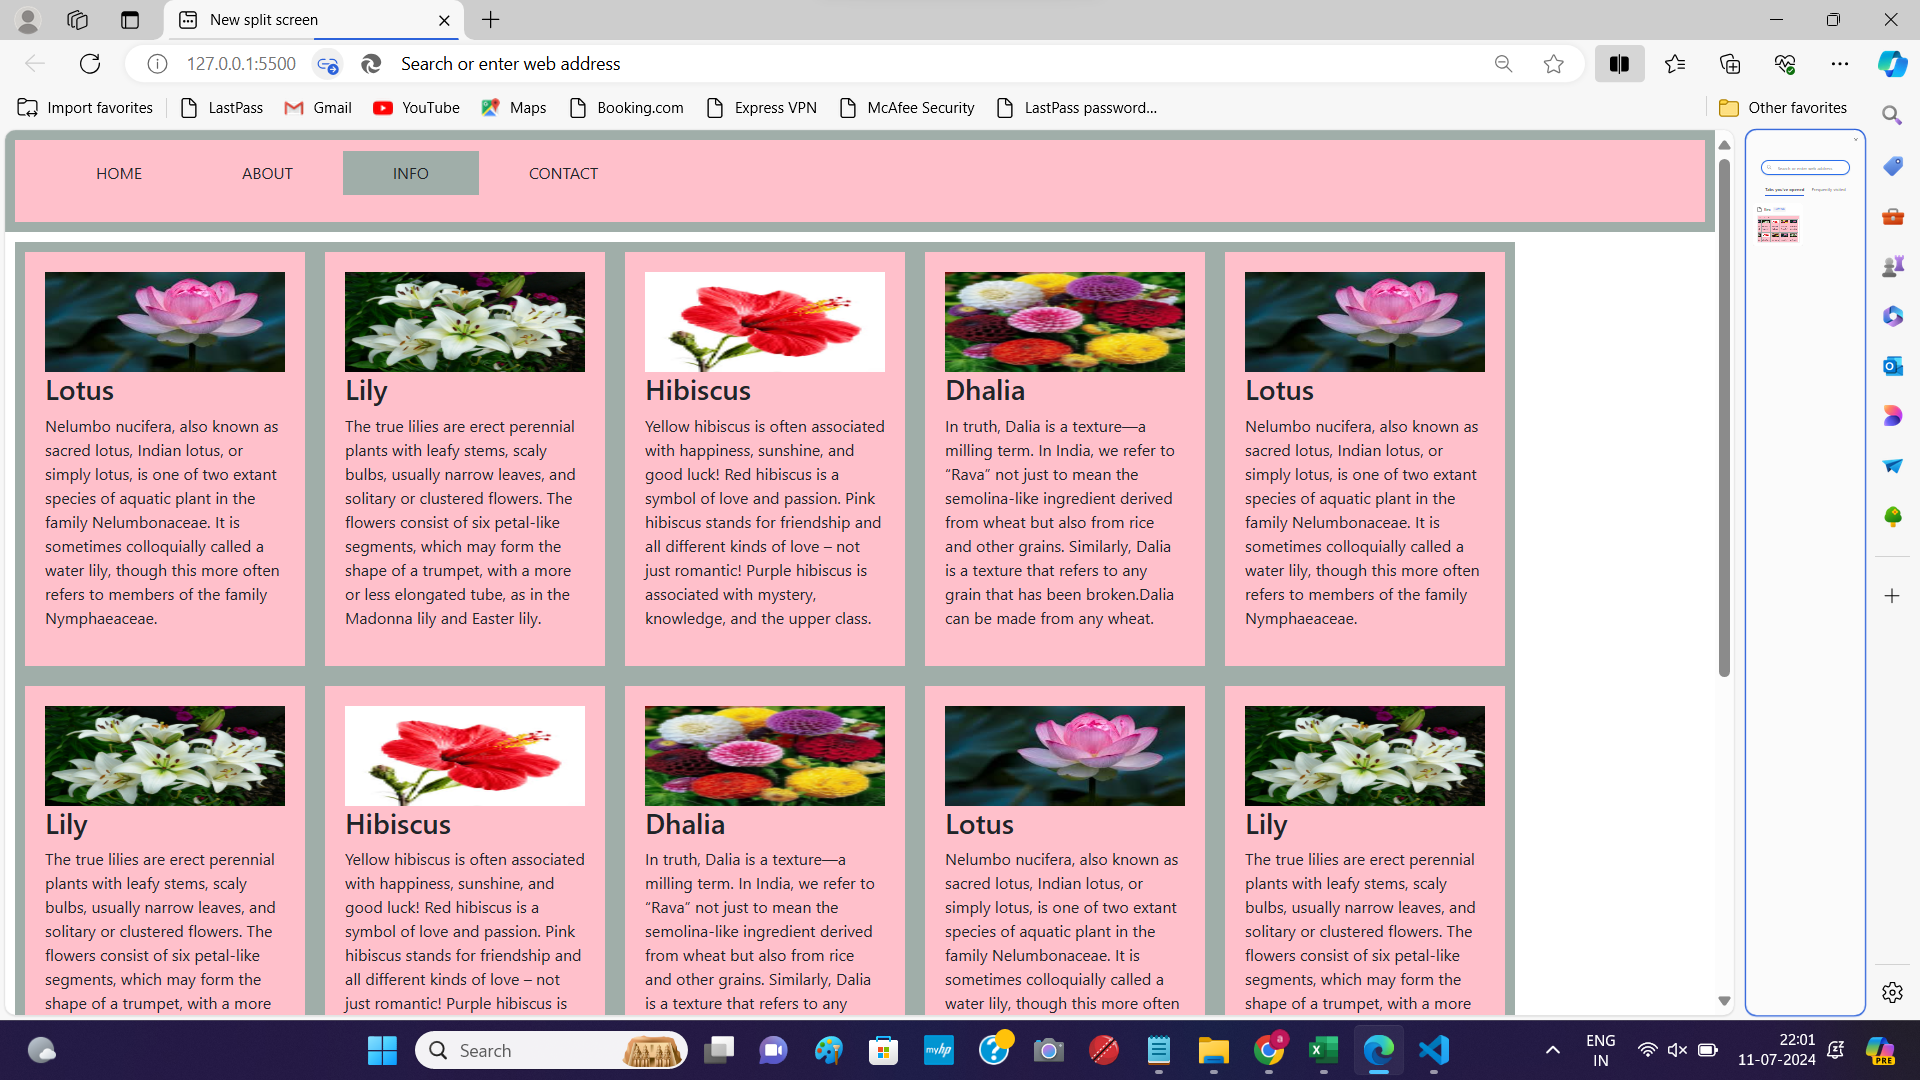 New split screen
127.0.0.1:5500
Search or enter web address
Import favorites
LastPass
Gmail
YouTube
Maps
Booking.com
Express VPN
McAfee Security
LastPass password...
Other favorites
HOME
ABOUT
INFO
CONTACT
Lotus
Nelumbo nucifera, also known as
sacred lotus, Indian lotus, or
simply lotus, is one of two extant
species of aquatic plant in the
family Nelumbonaceae. It is
sometimes colloquially called a
water lily, though this more often
refers to members of the family
Nymphaeaceae.
Lily
The true lilies are erect perennial
plants with leafy stems, scaly
bulbs, usually narrow leaves, and
solitary or clustered flowers. The
flowers consist of six petal-like
segments, which may form the
shape of a trumpet, with a more
or less elongated tube, as in the
Madonna lily and Easter lily.
Hibiscus
Yellow hibiscus is often associated
with happiness, sunshine, and
good luck! Red hibiscus is a
symbol of love and passion. Pink
hibiscus stands for friendship and
all different kinds of love – not
just romantic! Purple hibiscus is
associated with mystery,
knowledge, and the upper class.
Dhalia
In truth, Dalia is a texture—a
milling term. In India, we refer to
“Rava” not just to mean the
semolina-like ingredient derived
from wheat but also from rice
and other grains. Similarly, Dalia
is a texture that refers to any
grain that has been broken.Dalia
can be made from any wheat.
Lotus
Nelumbo nucifera, also known as
sacred lotus, Indian lotus, or
simply lotus, is one of two extant
species of aquatic plant in the
family Nelumbonaceae. It is
sometimes colloquially called a
water lily, though this more often
refers to members of the family
Nymphaeaceae.
Lily
The true lilies are erect perennial
plants with leafy stems, scaly
bulbs, usually narrow leaves, and
solitary or clustered flowers. The
flowers consist of six petal-like
segments, which may form the
shape of a trumpet, with a more
Hibiscus
Yellow hibiscus is often associated
with happiness, sunshine, and
good luck! Red hibiscus is a
symbol of love and passion. Pink
hibiscus stands for friendship and
all different kinds of love – not
just romantic! Purple hibiscus is
Dhalia
In truth, Dalia is a texture—a
milling term. In India, we refer to
“Rava” not just to mean the
semolina-like ingredient derived
from wheat but also from rice
and other grains. Similarly, Dalia
is a texture that refers to any
Lotus
Nelumbo nucifera, also known as
sacred lotus, Indian lotus, or
simply lotus, is one of two extant
species of aquatic plant in the
family Nelumbonaceae. It is
sometimes colloquially called a
water lily, though this more often
Lily
The true lilies are erect perennial
plants with leafy stems, scaly
bulbs, usually narrow leaves, and
solitary or clustered flowers. The
flowers consist of six petal-like
segments, which may form the
shape of a trumpet, with a more
Search or enter web address
Tabs you've opened
Frequently visited
Search
myhp
ENG
IN
22:01
11-07-2024
PRE